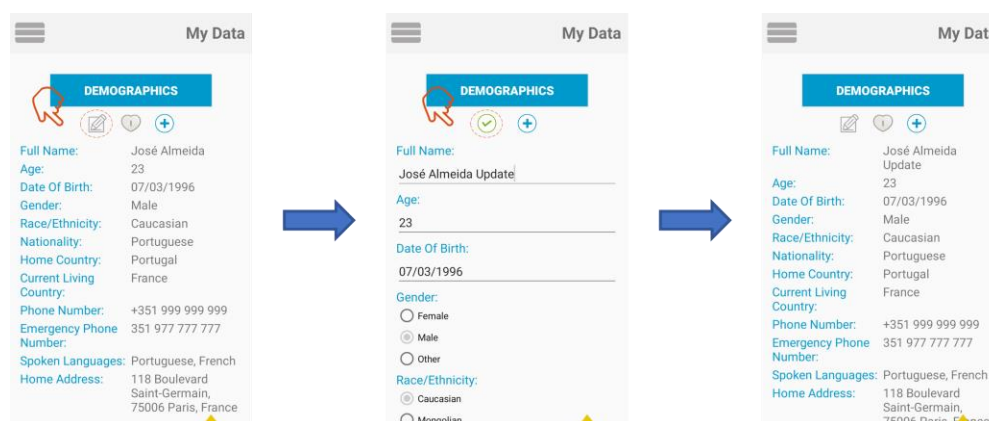 My Data
DEMOGRAPHICS
Full Name: José Almeida
Age: 23
Date Of Birth: 07/03/1996
Gender: Male
Race/Ethnicity: Caucasian
Nationality: Portuguese
Home Country: Portugal
Current Living France
Country:
Phone Number: +351 999 999 999
Emergency Phone 351 977 777 777
Number:
Spoken Languages: Portuguese, French
Home Address: 118 Boulevard
Saint-Germain,
75006 Paris, France
My Data
DEMOGRAPHICS
Full Name:
José Almeida Update
Age:
23
Date Of Birth:
07/03/1996
Gender:
Female
Male
Other
Race/Ethnicity:
Caucasian
Mongolian
My Dat
DEMOGRAPHICS
Full Name: José Almeida
Update
Age: 23
Date Of Birth: 07/03/1996
Gender: Male
Race/Ethnicity: Caucasian
Nationality: Portuguese
Home Country: Portugal
Current Living France
Country:
Phone Number: +351 999 999 999
Emergency Phone 351 977 777 777
Number:
Spoken Languages: Portuguese, French
Home Address: 118 Boulevard
Saint-Germain,
75006 Paris,